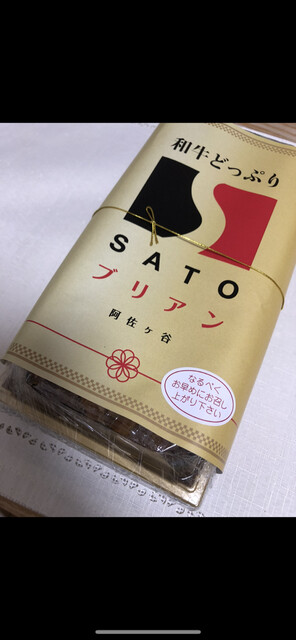 和牛どっぷり
SATO
ブリアン
阿佐ヶ谷
なるべく
お早めにお召し
上がり下さい